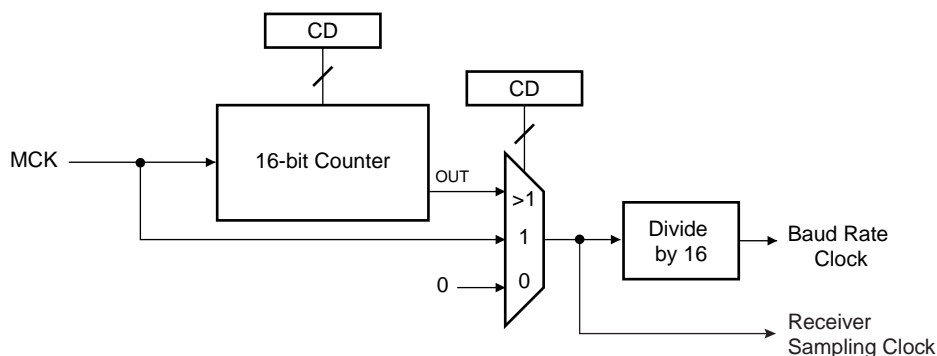 CD
CD
MCK
16-bit Counter
OUT
>1
1
0
0
Divide
by 16
Baud Rate
Clock
Receiver
Sampling Clock